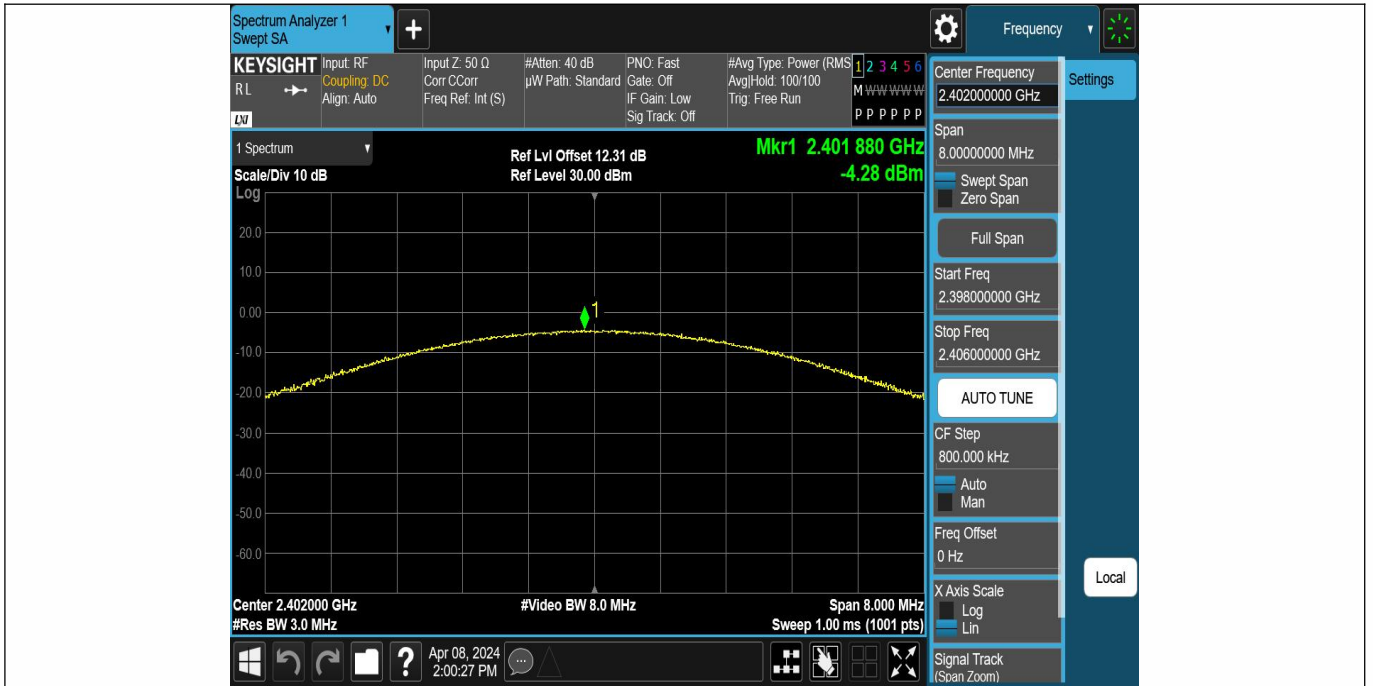 Spectrum Analyzer 1
Swept SA
Frequency
KEYSIGHT
R L
LXI
Input: RF
Coupling: DC
Align: Auto
Input Z: 50 Ω
Corr CCorr
Freq Ref: Int (S)
#Atten: 40 dB
µW Path: Standard
PNO: Fast
Gate: Off
IF Gain: Low
Sig Track: Off
#Avg Type: Power (RMS
Avg|Hold: 100/100
Trig: Free Run
1 2 3 4 5 6
M W W W W W
P P P P P P
1 Spectrum
Scale/Div 10 dB
Log
Ref Lvl Offset 12.31 dB
Ref Level 30.00 dBm
Mkr1 2.401 880 GHz
-4.28 dBm
20.0
10.0
0.00
-10.0
-20.0
-30.0
-40.0
-50.0
-60.0
1
Center 2.402000 GHz
#Res BW 3.0 MHz
#Video BW 8.0 MHz
Span 8.000 MHz
Sweep 1.00 ms (1001 pts)
Apr 08, 2024
2:00:27 PM
Center Frequency
2.402000000 GHz
Settings
Span
8.00000000 MHz
Swept Span
Zero Span
Full Span
Start Freq
2.398000000 GHz
Stop Freq
2.406000000 GHz
AUTO TUNE
CF Step
800.000 kHz
Auto
Man
Freq Offset
0 Hz
X Axis Scale
Log
Lin
Local
Signal Track
(Span Zoom)